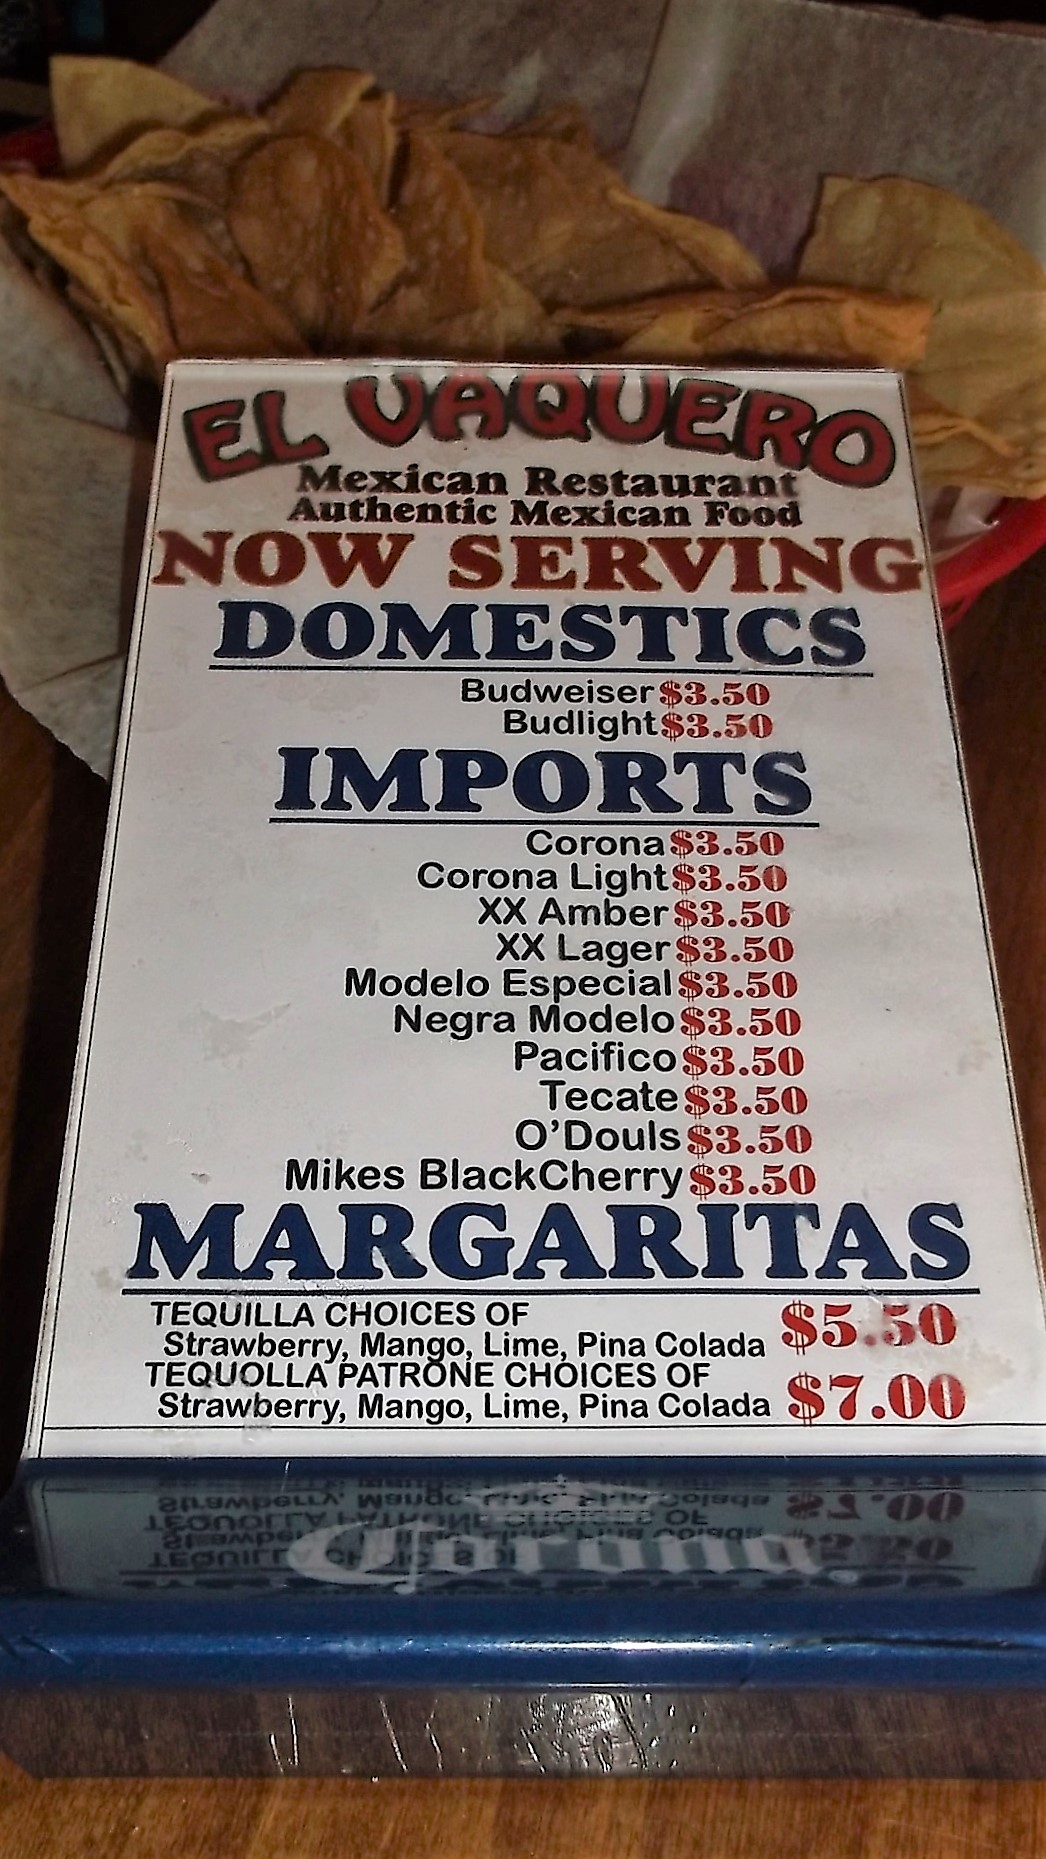 EL VAQUERO
Mexican Restaurant
Authentic Mexican Food
NOW SERVING
DOMESTICS
Budweiser $3.50
Budlight $3.50
IMPORTS
Corona $3.50
Corona Light $3.50
XX Amber $3.50
XX Lager $3.50
Modelo Especial $3.50
Negra Modelo $3.50
Pacifico $3.50
Tecate $3.50
O'Douls $3.50
Mikes BlackCherry $3.50
MARGARITAS
TEQUILLA CHOICES OF
Strawberry, Mango, Lime, Pina Colada $5.50
TEQUOLLA PATRONE CHOICES OF
Strawberry, Mango, Lime, Pina Colada $7.00
Corona